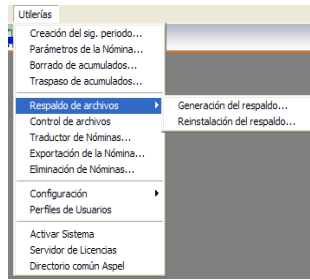 Utilerías
Creación del sig. periodo...
Parámetros de la Nómina...
Borrado de acumulados...
Traspaso de acumulados...
Respaldo de archivos
Generación del respaldo...
Control de archivos
Reinstalación del respaldo...
Traductor de Nóminas...
Exportación de la Nómina...
Eliminación de Nóminas...
Configuración
Perfiles de Usuarios
Activar Sistema
Servidor de Licencias
Directorio común Aspel